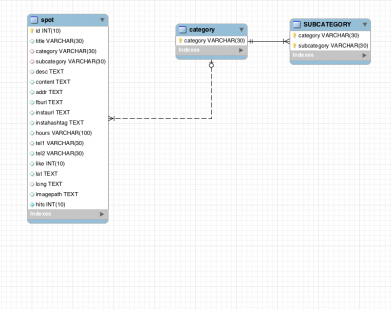 spot
id INT(10)
title VARCHAR(30)
category VARCHAR(30)
subcategory VARCHAR(30)
desc TEXT
content TEXT
addr TEXT
fburl TEXT
instaurl TEXT
instahashtag TEXT
hours VARCHAR(100)
tel1 VARCHAR(30)
tel2 VARCHAR(30)
like INT(10)
lat TEXT
long TEXT
imagepath TEXT
hits INT(10)
Indexes
category
category VARCHAR(30)
Indexes
SUBCATEGORY
category VARCHAR(30)
subcategory VARCHAR(30)
Indexes